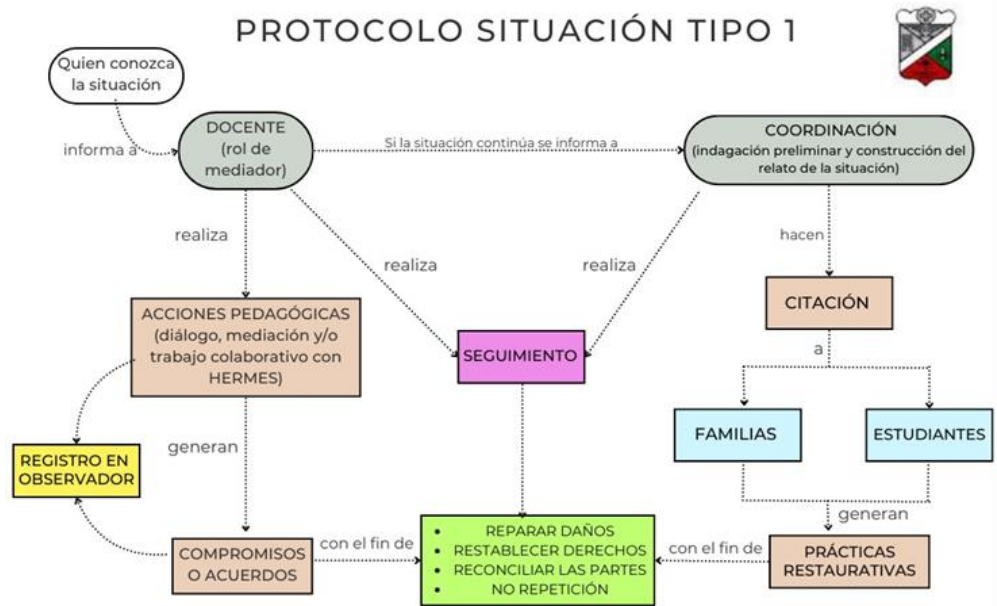 PROTOCOLO SITUACIÓN TIPO 1
Quien conozca
la situación
informa a
DOCENTE
(rol de
mediador)
Si la situación continúa se informa a
COORDINACIÓN
(indagación preliminar y construcción del
relato de la situación)
realiza
realiza
realiza
hacen
ACCIONES PEDAGÓGICAS
(diálogo, mediación y/o
trabajo colaborativo con
HERMES)
SEGUIMIENTO
CITACIÓN
a
FAMILIAS
ESTUDIANTES
generan
REGISTRO EN
OBSERVADOR
generan
COMPROMISOS
O ACUERDOS
con el fin de
• REPARAR DAÑOS
• RESTABLECER DERECHOS
• RECONCILIAR LAS PARTES
• NO REPETICIÓN
con el fin de
PRÁCTICAS
RESTAURATIVAS